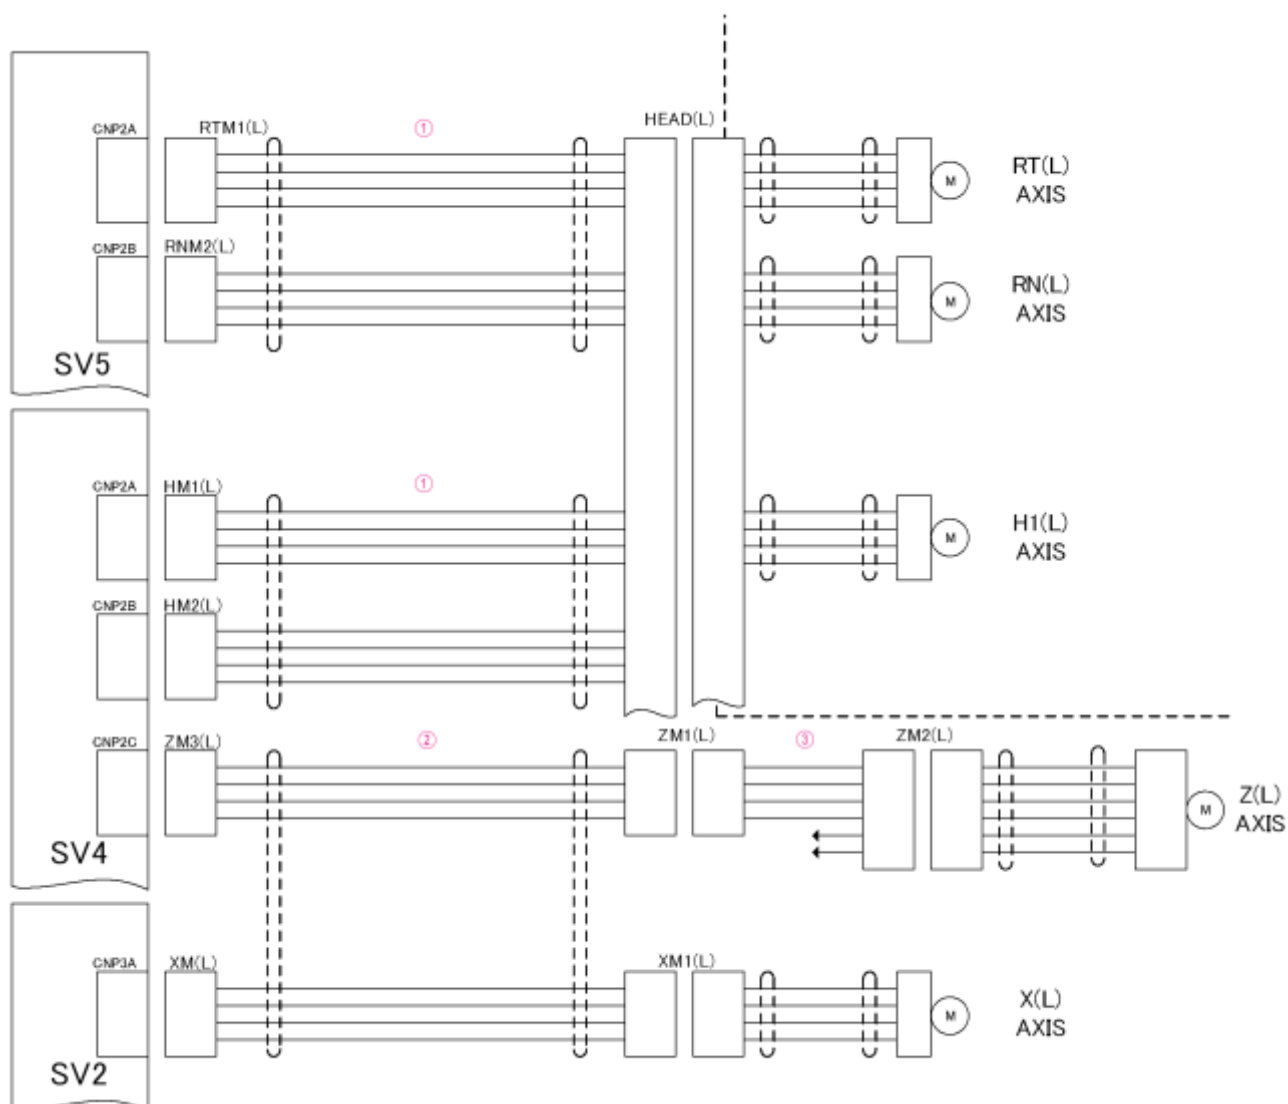 CNP2A
RTM1(L)
①
HEAD(L)
M
RT(L)
AXIS
CNP2B
RNM2(L)
M
RN(L)
AXIS
SV5
CNP2A
HM1(L)
①
M
H1(L)
AXIS
CNP2B
HM2(L)
CNP2C
ZM3(L)
②
ZM1(L)
③
ZM2(L)
M
Z(L)
AXIS
SV4
CNP3A
XM(L)
XM1(L)
M
X(L)
AXIS
SV2